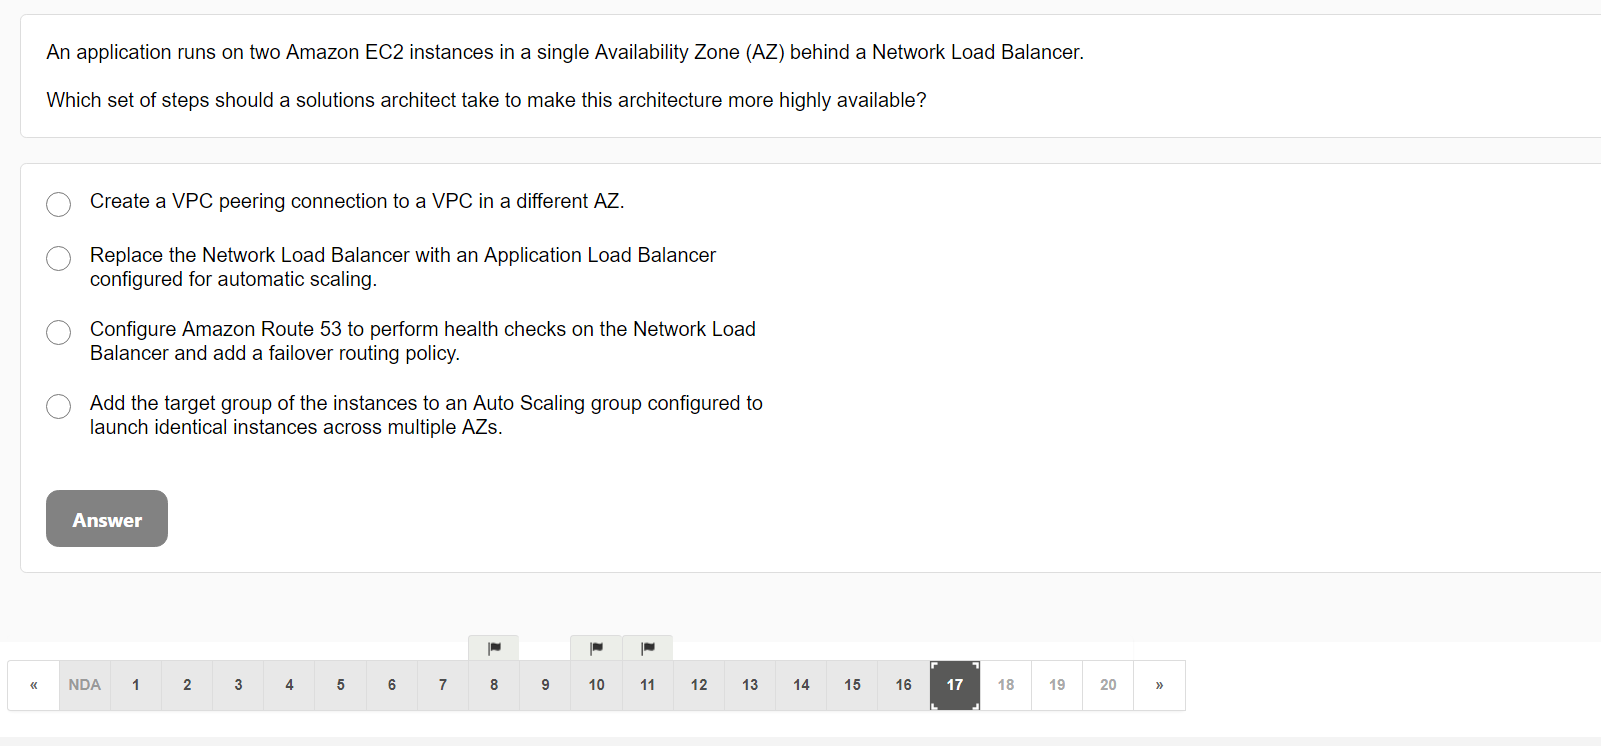 An application runs on two Amazon EC2 instances in a single Availability Zone (AZ) behind a Network Load Balancer.
Which set of steps should a solutions architect take to make this architecture more highly available?
Create a VPC peering connection to a VPC in a different AZ.
Replace the Network Load Balancer with an Application Load Balancer
configured for automatic scaling.
Configure Amazon Route 53 to perform health checks on the Network Load
Balancer and add a failover routing policy.
Add the target group of the instances to an Auto Scaling group configured to
launch identical instances across multiple AZs.
Answer
« NDA 1 2 3 4 5 6 7 8 9 10 11 12 13 14 15 16 17 18 19 20 »